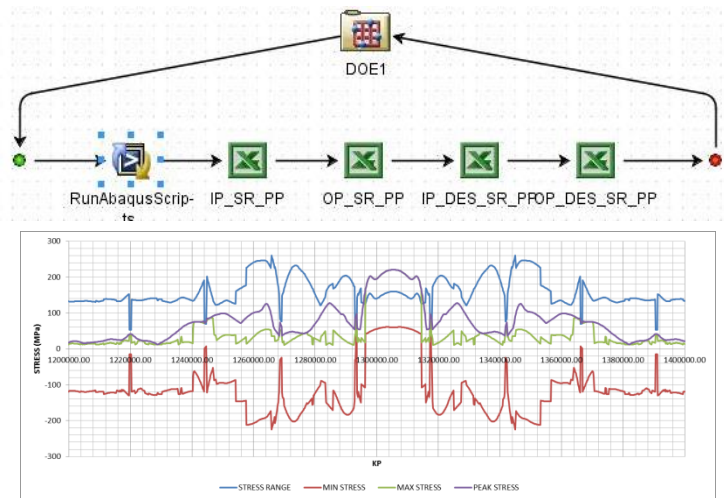 DOE1
RunAbaqusScrip-
ts
IP_SR_PP
OP_SR_PP
IP_DES_SR_PP
OP_DES_SR_PP
300
200
100
0
-100
-200
-300
STRESS (MPa)
1200000.00 1220000.00 1240000.00 1260000.00 1280000.00 1300000.00 1320000.00 1340000.00 1360000.00 1380000.00 1400000.00
KP
STRESS RANGE MIN STRESS MAX STRESS PEAK STRESS